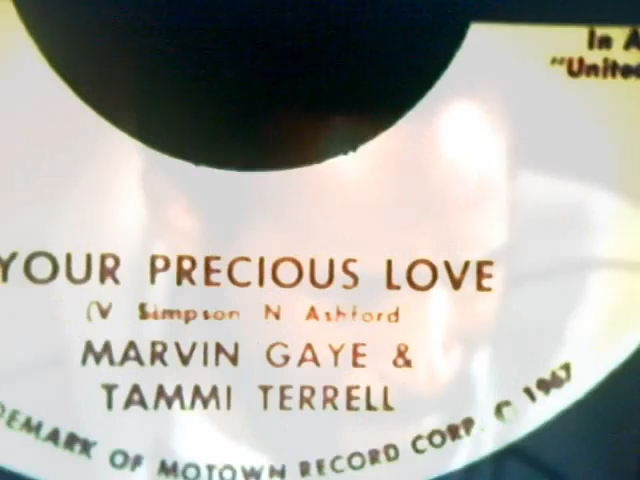 In A
"United
YOUR PRECIOUS LOVE
(V Simpson N Ashford
MARVIN GAYE &
TAMMI TERRELL
DEMARK OF MOTOWN RECORD CORP. © 1967